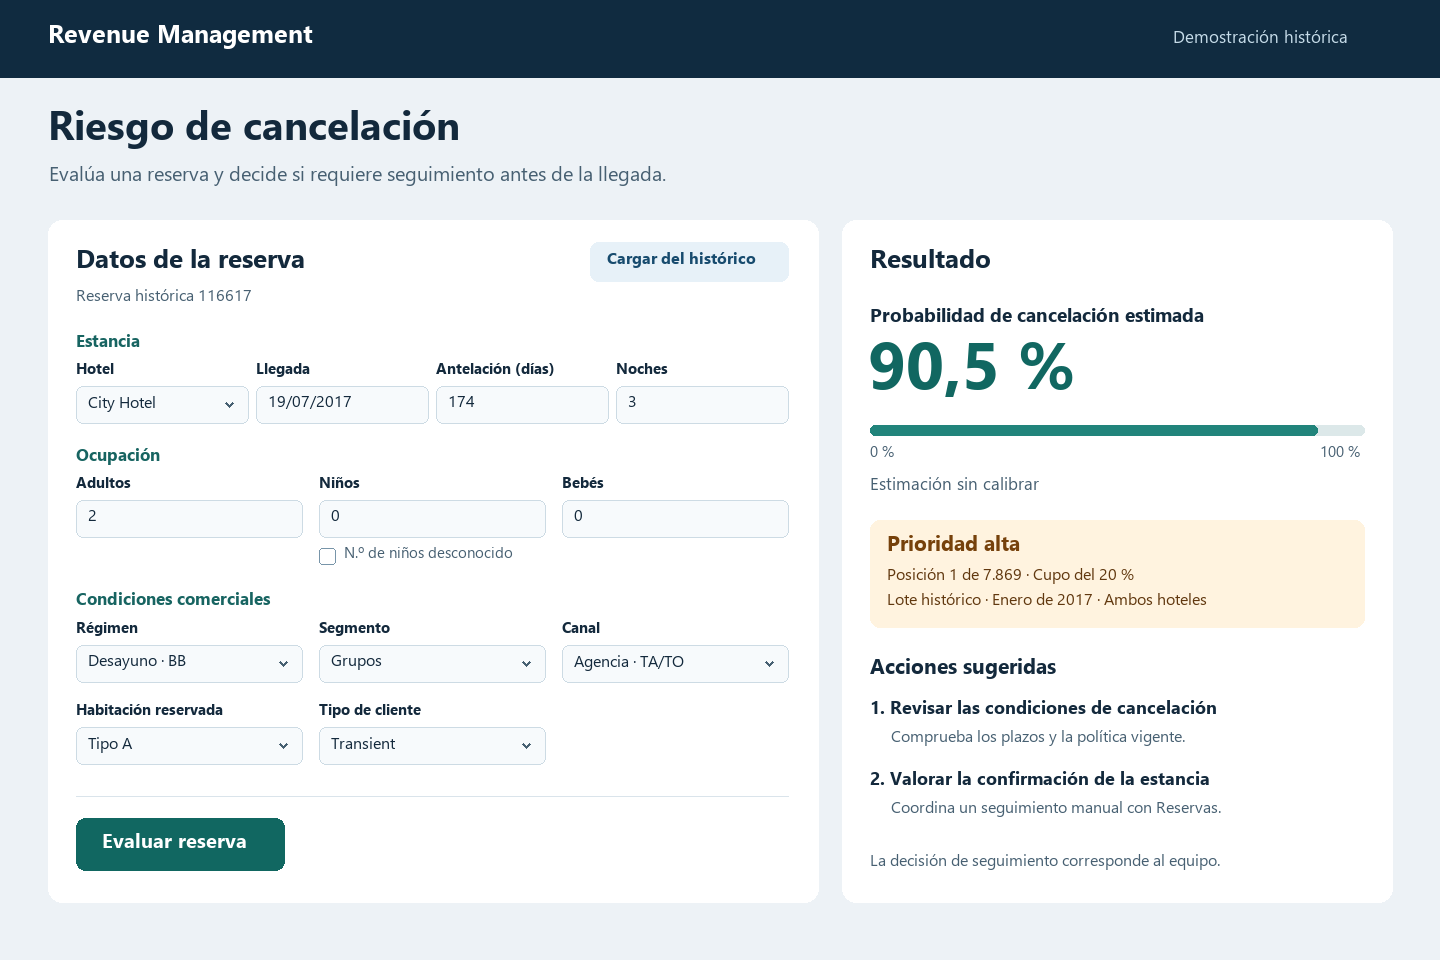 Revenue Management
Demostración histórica
Riesgo de cancelación
Evalúa una reserva y decide si requiere seguimiento antes de la llegada.
Datos de la reserva
Cargar del histórico
Reserva histórica 116617
Estancia
Hotel
Llegada
Antelación (días)
Noches
City Hotel
19/07/2017
174
3
Ocupación
Adultos
Niños
Bebés
2
0
0
N.º de niños desconocido
Condiciones comerciales
Régimen
Segmento
Canal
Desayuno · BB
Grupos
Agencia · TA/TO
Habitación reservada
Tipo de cliente
Tipo A
Transient
Evaluar reserva
Resultado
Probabilidad de cancelación estimada
90,5 %
0 %
100 %
Estimación sin calibrar
Prioridad alta
Posición 1 de 7.869 · Cupo del 20 %
Lote histórico · Enero de 2017 · Ambos hoteles
Acciones sugeridas
1. Revisar las condiciones de cancelación
Comprueba los plazos y la política vigente.
2. Valorar la confirmación de la estancia
Coordina un seguimiento manual con Reservas.
La decisión de seguimiento corresponde al equipo.